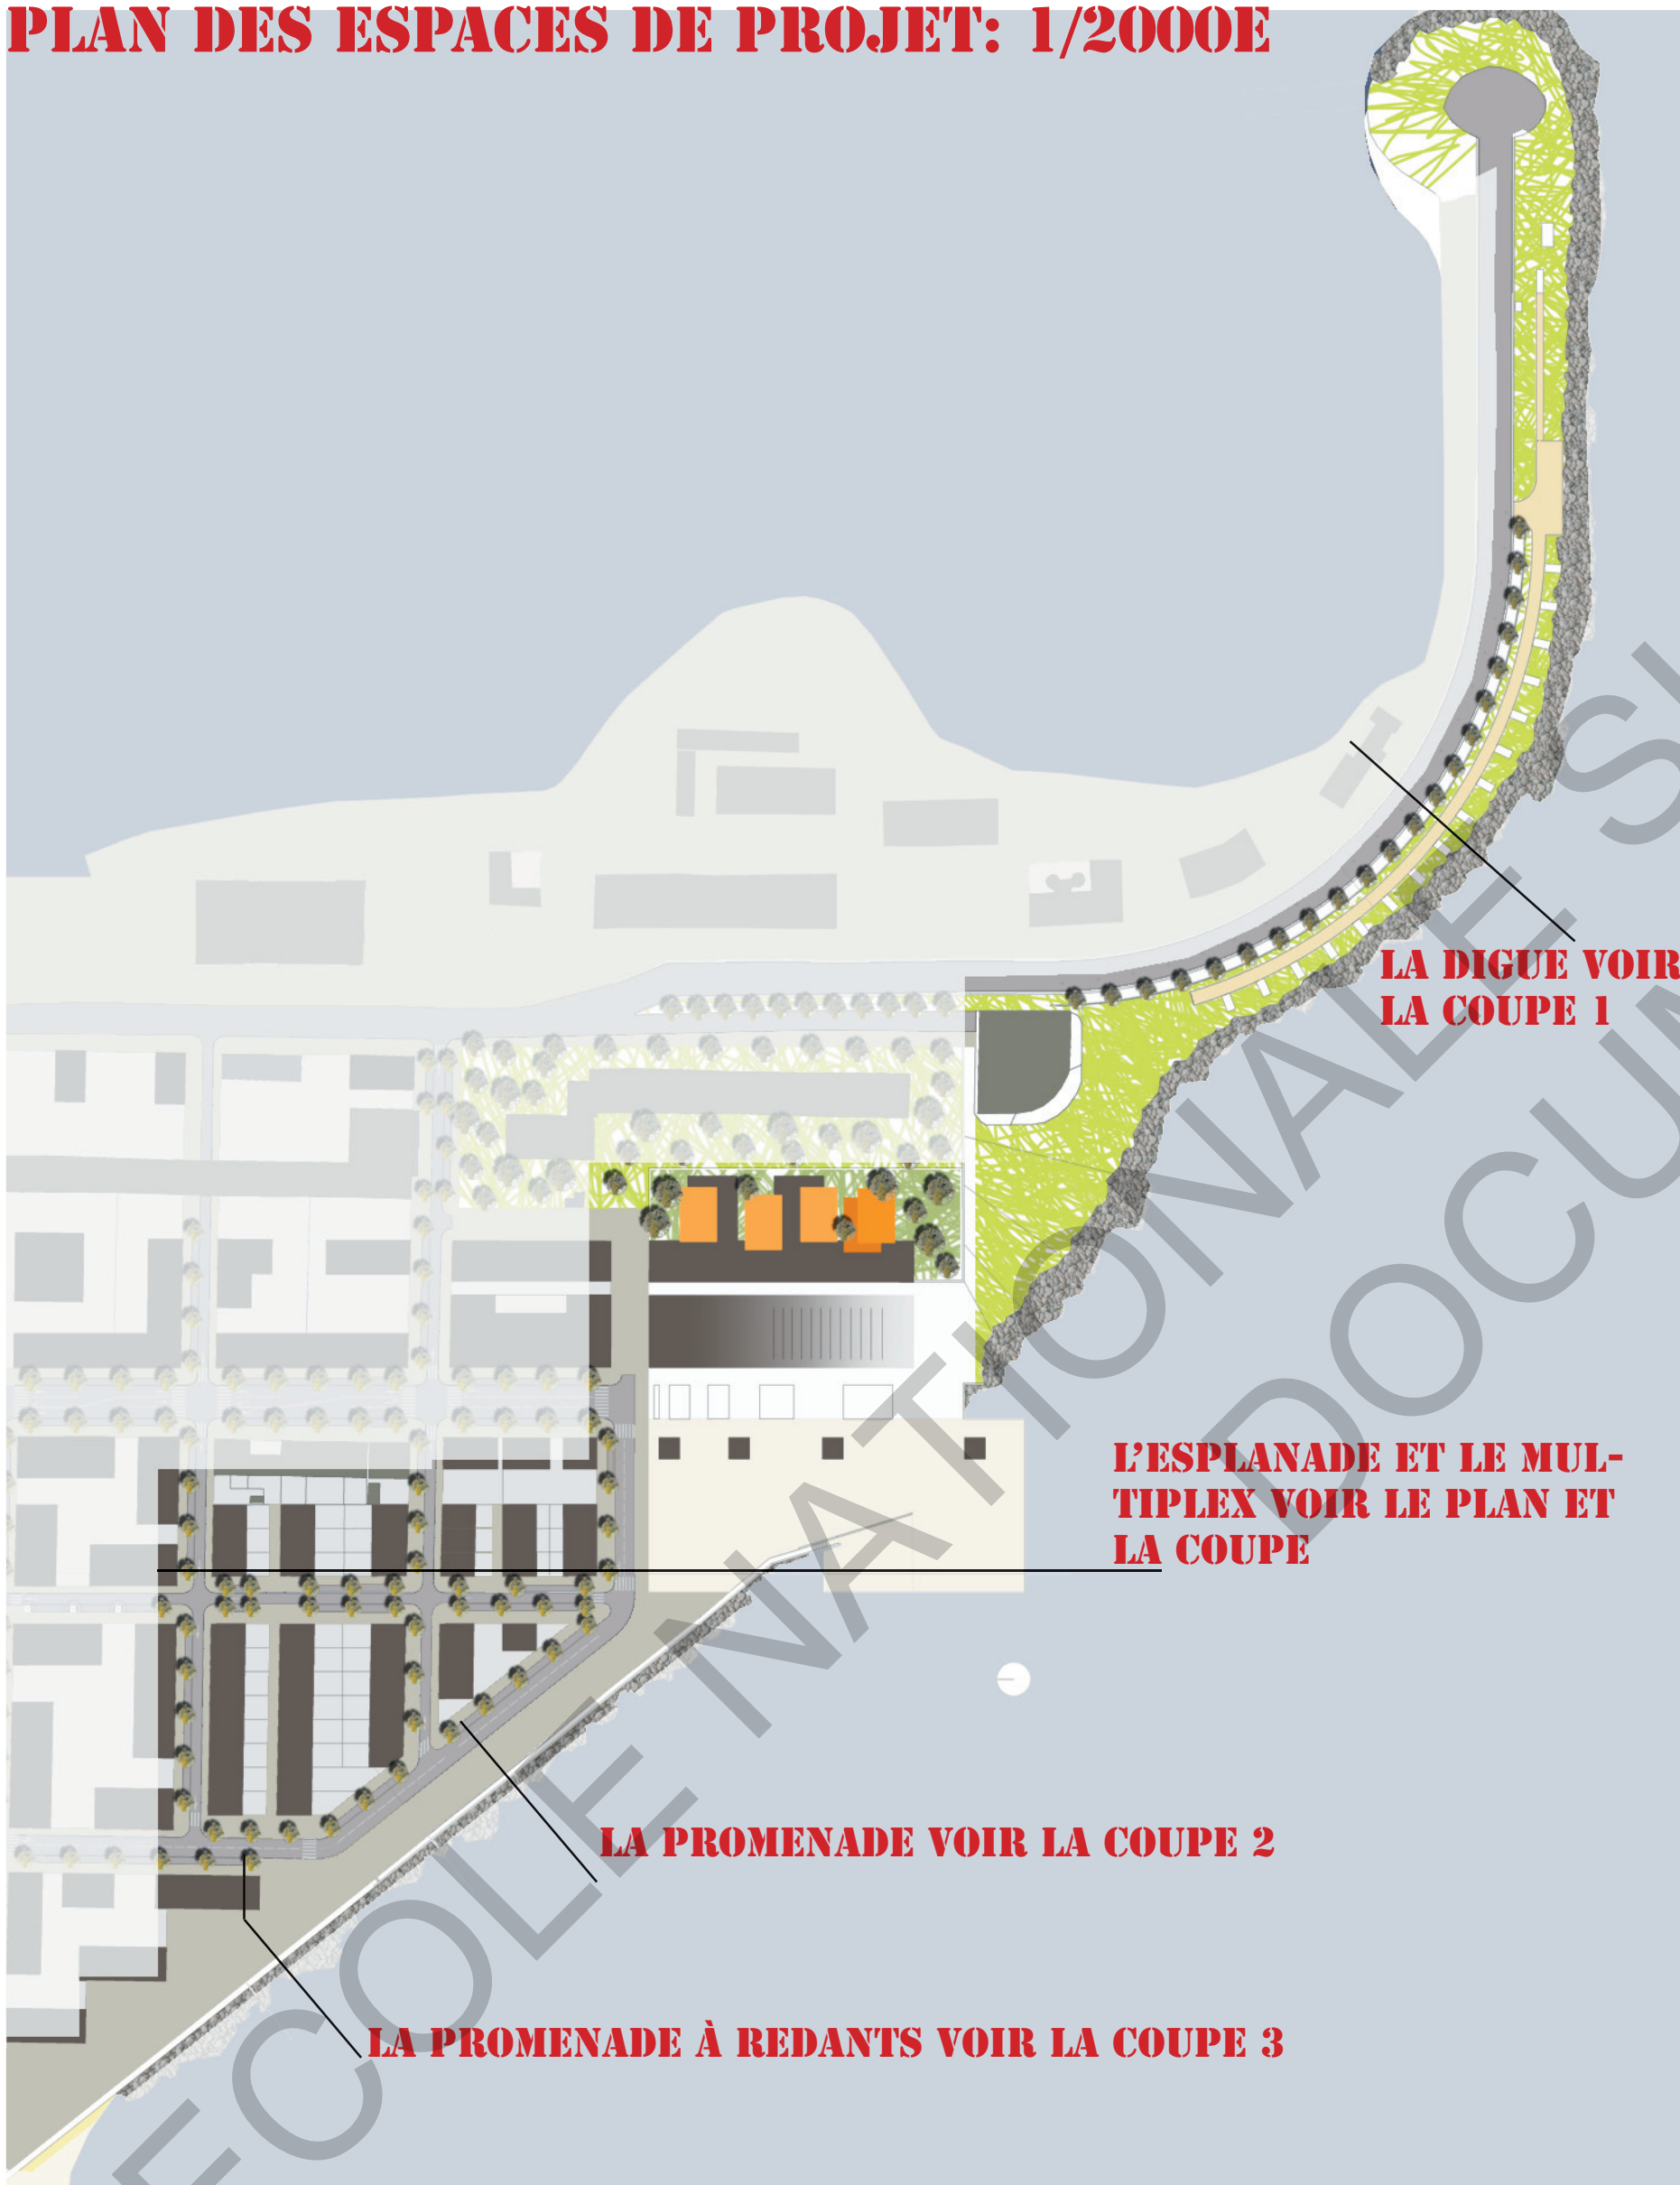 PLAN DES ESPACES DE PROJET: 1/2000E
LA DIGUE VOIR
LA COUPE 1
L'ESPLANADE ET LE MUL-
TIPLEX VOIR LE PLAN ET
LA COUPE
LA PROMENADE VOIR LA COUPE 2
LA PROMENADE À REDANTS VOIR LA COUPE 3
ECOLE NATIONALE